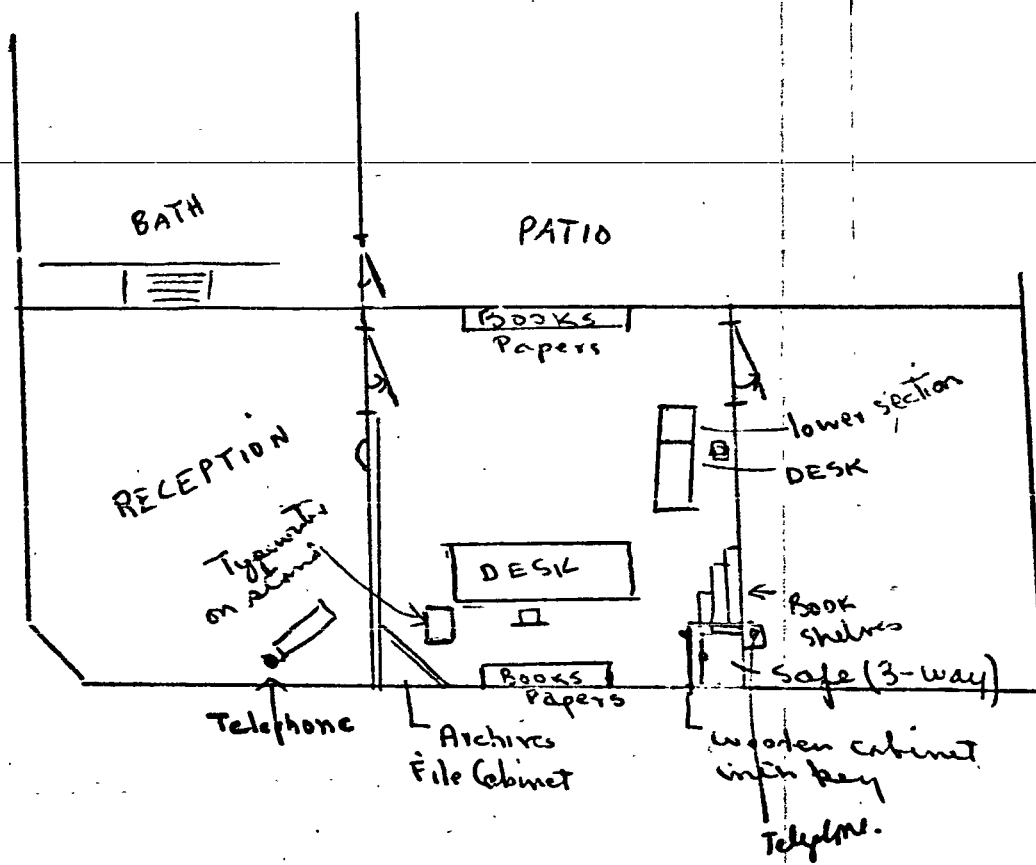 BATH
PATIO
BOOKS
Papers
lower section
DESK
RECEPTION
Typewriter
on stand
DESK
BOOK
shelves
Safe (3-way)
BOOKS
Papers
Telephone
Archives
File Cabinet
wooden cabinet
with key
Telephone.